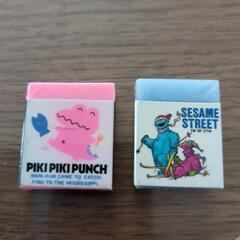 PIKI PIKI PUNCH
WANI-KUN CAME TO CATCH
FISH TO THE MISSISSIPPI.
SESAME
STREET